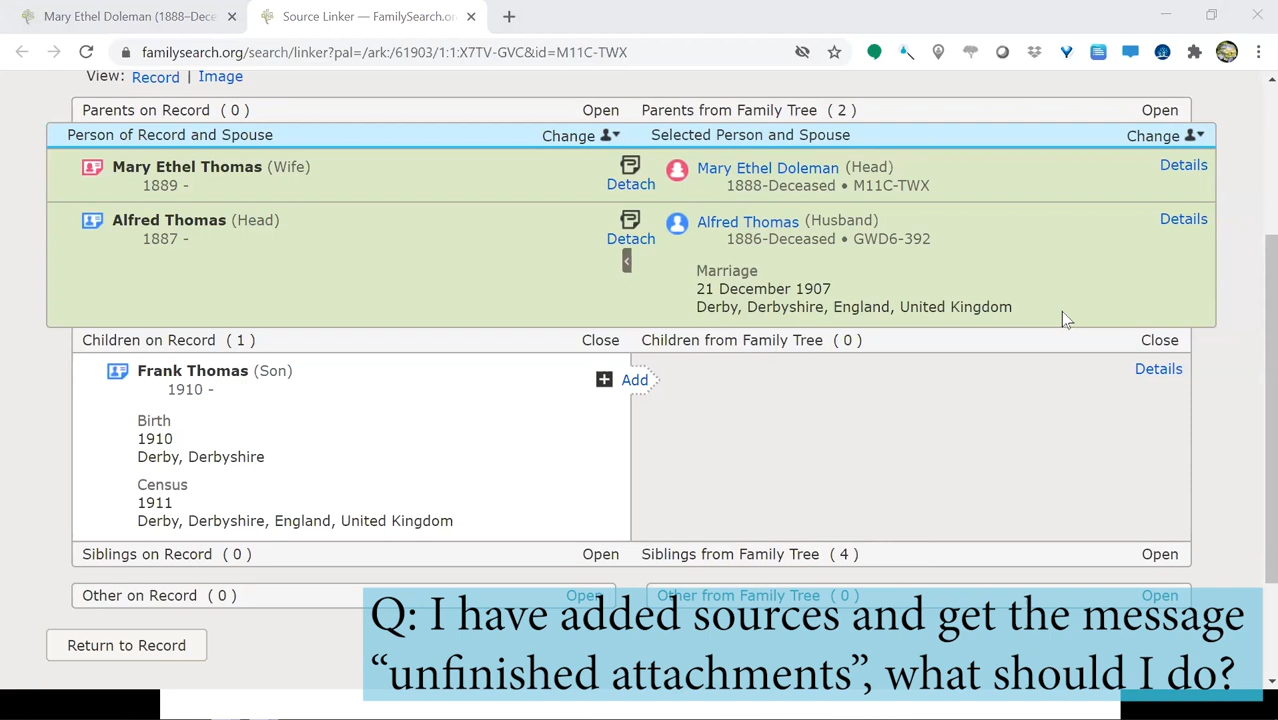 Mary Ethel Doleman (1888–Dece
Source Linker — FamilySearch.or
familysearch.org/search/linker?pal=/ark:/61903/1:1:X7TV-GVC&id=M11C-TWX
View: Record | Image
Parents on Record ( 0 ) Open Parents from Family Tree ( 2 ) Open
Person of Record and Spouse Change Selected Person and Spouse Change
Mary Ethel Thomas (Wife) Mary Ethel Doleman (Head) Details
1889 - Detach 1888-Deceased • M11C-TWX
Alfred Thomas (Head) Alfred Thomas (Husband) Details
1887 - Detach 1886-Deceased • GWD6-392
Marriage
21 December 1907
Derby, Derbyshire, England, United Kingdom
Children on Record ( 1 ) Close Children from Family Tree ( 0 ) Close
Frank Thomas (Son) Add Details
1910 -
Birth
1910
Derby, Derbyshire
Census
1911
Derby, Derbyshire, England, United Kingdom
Siblings on Record ( 0 ) Open Siblings from Family Tree ( 4 ) Open
Other on Record ( 0 ) Open Other from Family Tree ( 0 ) Open
Q: I have added sources and get the message
“unfinished attachments”, what should I do?
Return to Record